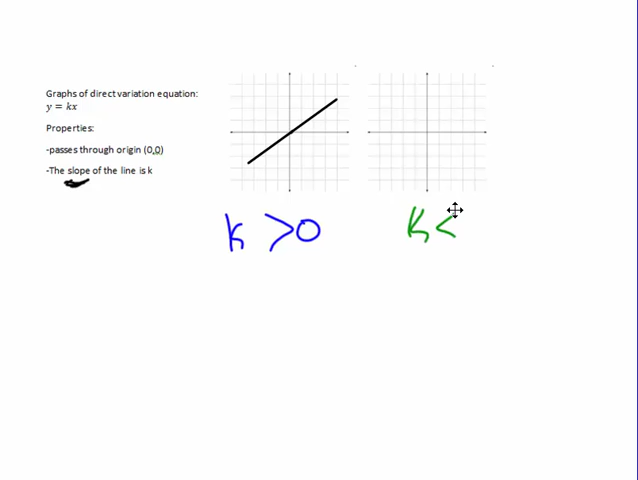 Graphs of direct variation equation:
y = kx
Properties:
-passes through origin (0,0)
-The slope of the line is k
k >0
K <